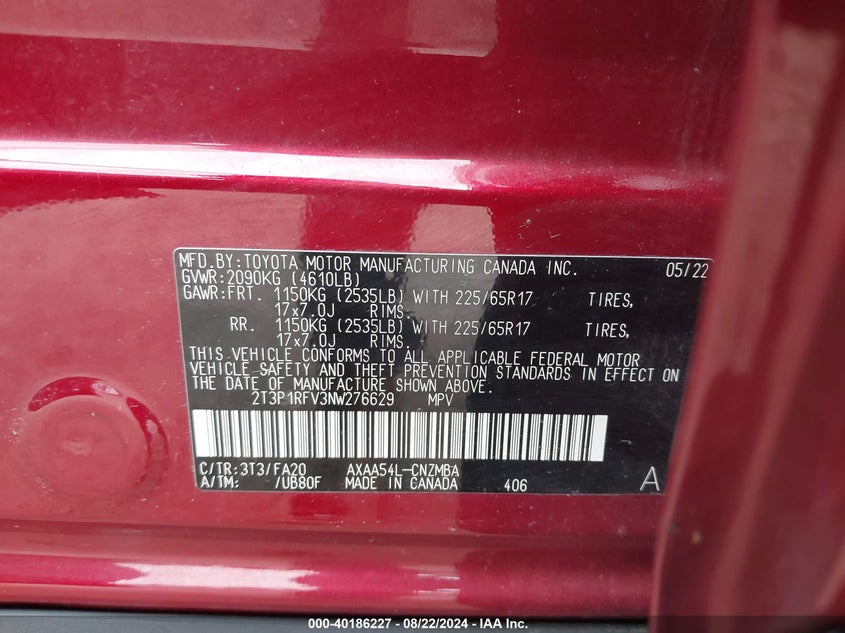 MFD.BY:TOYOTA MOTOR MANUFACTURING CANADA INC. 05/22
GVWR:2090KG (4610LB)
GAWR:FRT. 1150KG (2535LB) WITH 225/65R17 TIRES,
17x7.0J RIMS
RR. 1150KG (2535LB) WITH 225/65R17 TIRES,
17x7.0J RIMS
THIS VEHICLE CONFORMS TO ALL APPLICABLE FEDERAL MOTOR
VEHICLE SAFETY AND THEFT PREVENTION STANDARDS IN EFFECT ON
THE DATE OF MANUFACTURE SHOWN ABOVE.
2T3P1RFV3NW276629 MPV
C/TR:3T3/FA20 AXAA54L-CNZMBA
A/TM: /UB80F MADE IN CANADA 406 A
000-40186227 - 08/22/2024 - IAA Inc.